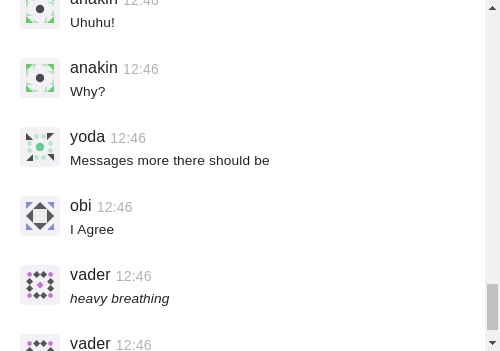 anakin 12:46
Uhuhu!
anakin 12:46
Why?
yoda 12:46
Messages more there should be
obi 12:46
I Agree
vader 12:46
heavy breathing
vader 12:46